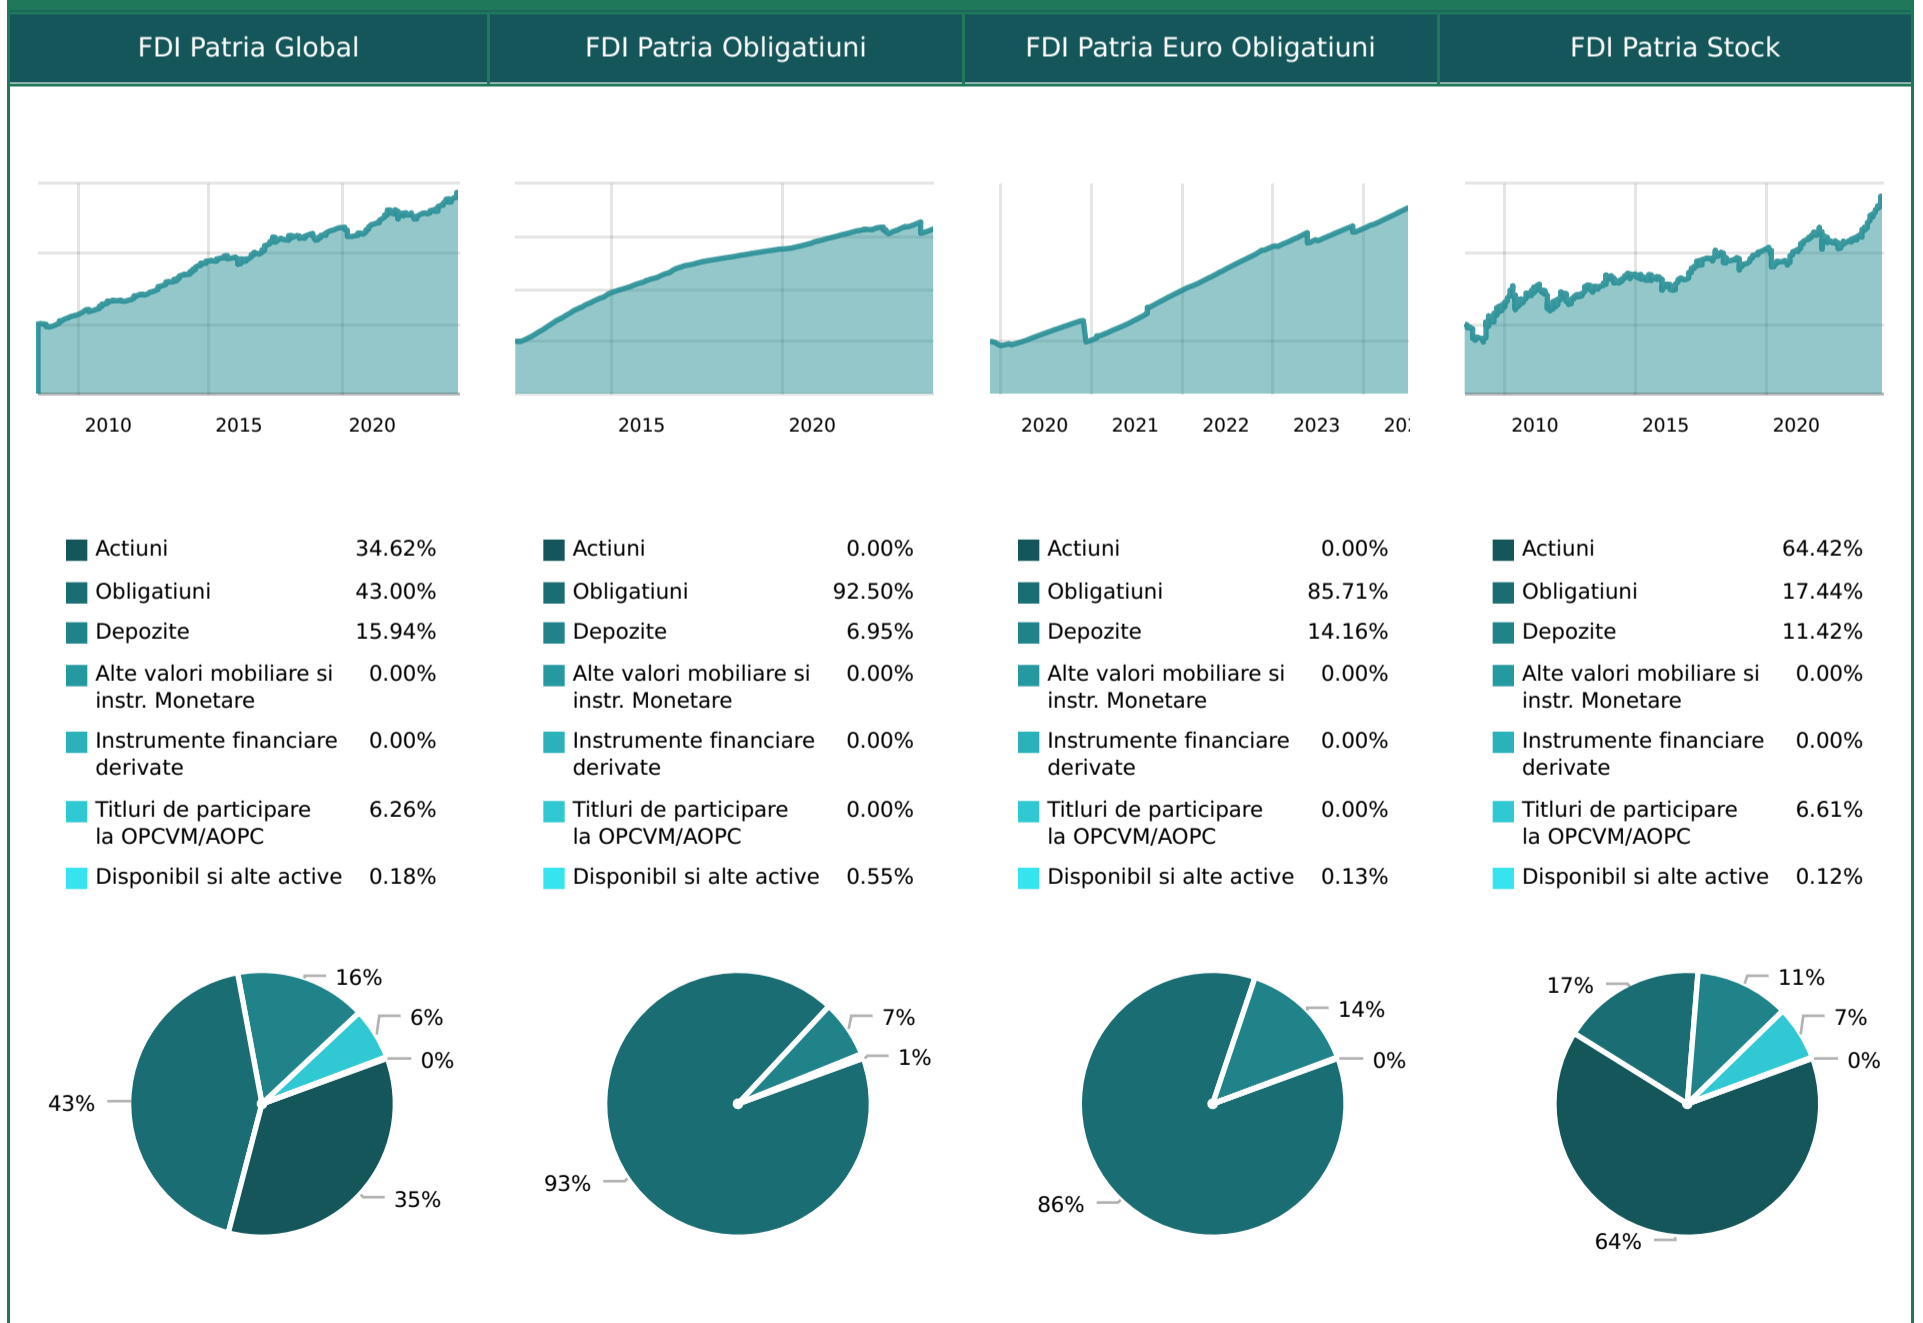 FDI Patria Global
FDI Patria Obligatiuni
FDI Patria Euro Obligatiuni
FDI Patria Stock
2010 2015 2020
2015 2020
2020 2021 2022 2023
2010 2015 2020
Actiuni 34.62%
Obligatiuni 43.00%
Depozite 15.94%
Alte valori mobiliare si 0.00%
instr. Monetare
Instrumente financiare 0.00%
derivate
Titluri de participare 6.26%
la OPCVM/AOPC
Disponibil si alte active 0.18%
Actiuni 0.00%
Obligatiuni 92.50%
Depozite 6.95%
Alte valori mobiliare si 0.00%
instr. Monetare
Instrumente financiare 0.00%
derivate
Titluri de participare 0.00%
la OPCVM/AOPC
Disponibil si alte active 0.55%
Actiuni 0.00%
Obligatiuni 85.71%
Depozite 14.16%
Alte valori mobiliare si 0.00%
instr. Monetare
Instrumente financiare 0.00%
derivate
Titluri de participare 0.00%
la OPCVM/AOPC
Disponibil si alte active 0.13%
Actiuni 64.42%
Obligatiuni 17.44%
Depozite 11.42%
Alte valori mobiliare si 0.00%
instr. Monetare
Instrumente financiare 0.00%
derivate
Titluri de participare 6.61%
la OPCVM/AOPC
Disponibil si alte active 0.12%
16%
6%
0%
43%
35%
7%
1%
93%
14%
0%
86%
17%
11%
7%
0%
64%